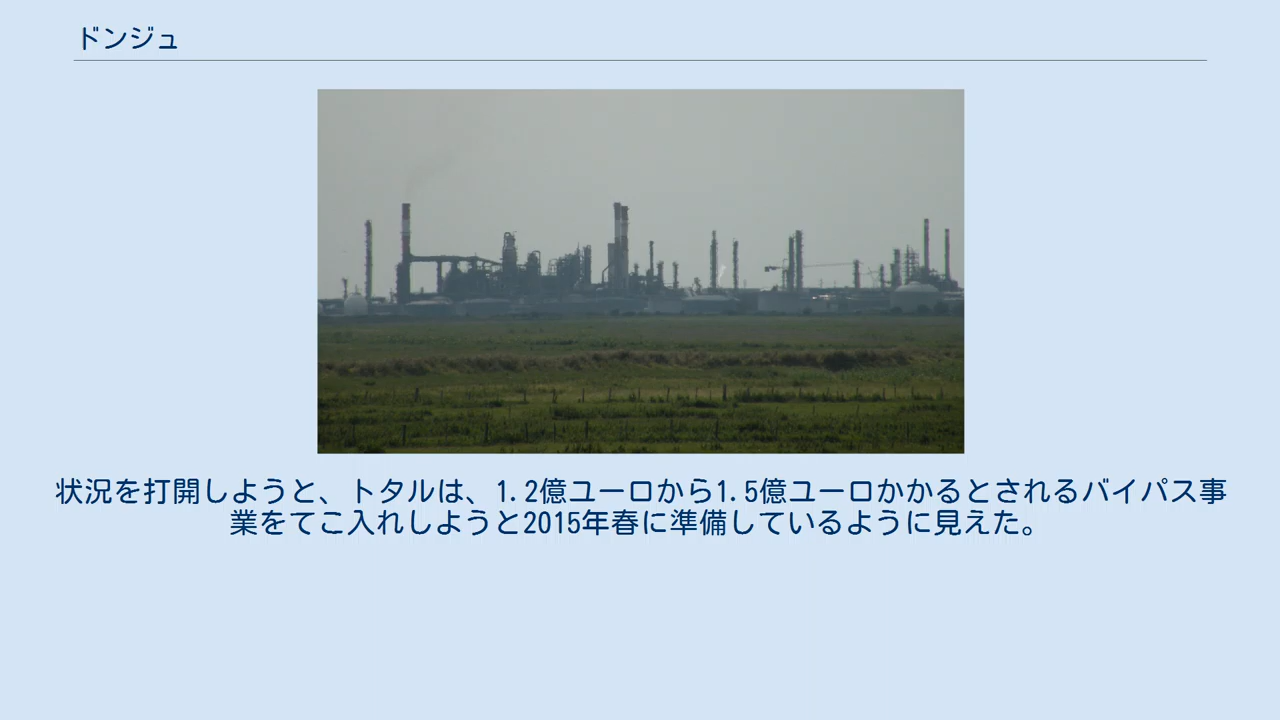 ドンジュ
状況を打開しようと、トタルは、1.2億ユーロから1.5億ユーロかかるとされるバイパス事
業をてこ入れしようと2015年春に準備しているように見えた。